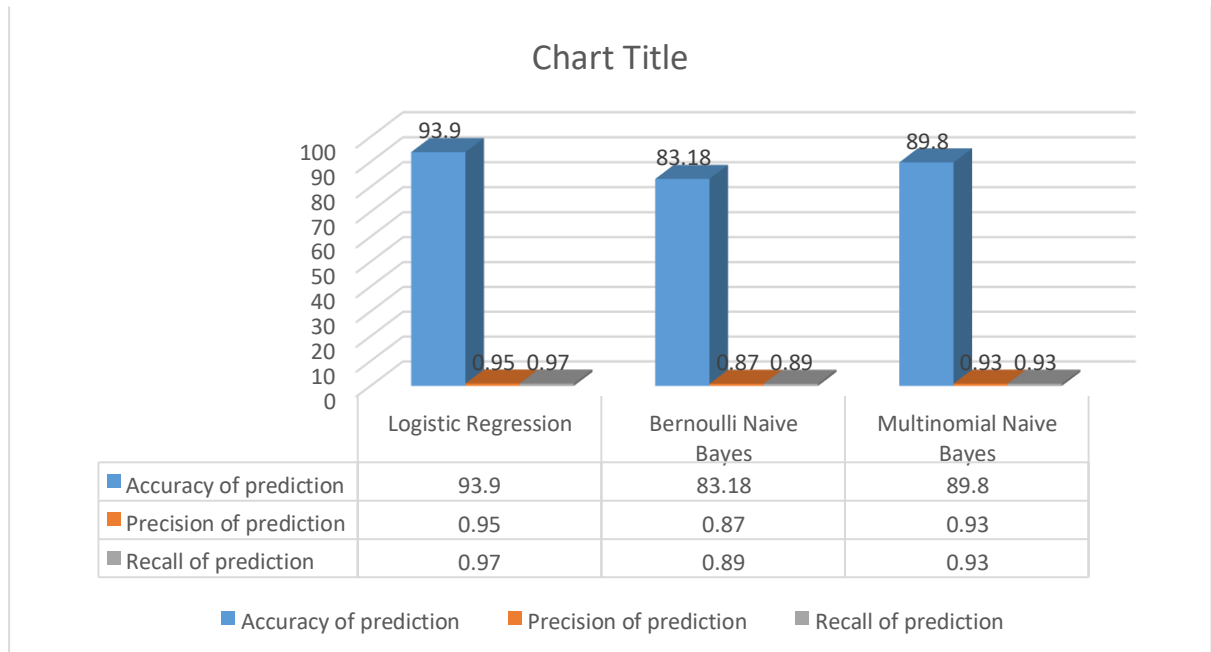 Chart Title
93.9
89.8
83.18
100
90
80
70
60
50
40
30
20
10
0
0.95 0.97
0.87 0.89
0.93 0.93
Logistic Regression
Bernoulli Naive
Bayes
Multinomial Naive
Bayes
Accuracy of prediction 93.9 83.18 89.8
Precision of prediction 0.95 0.87 0.93
Recall of prediction 0.97 0.89 0.93
Accuracy of prediction Precision of prediction Recall of prediction